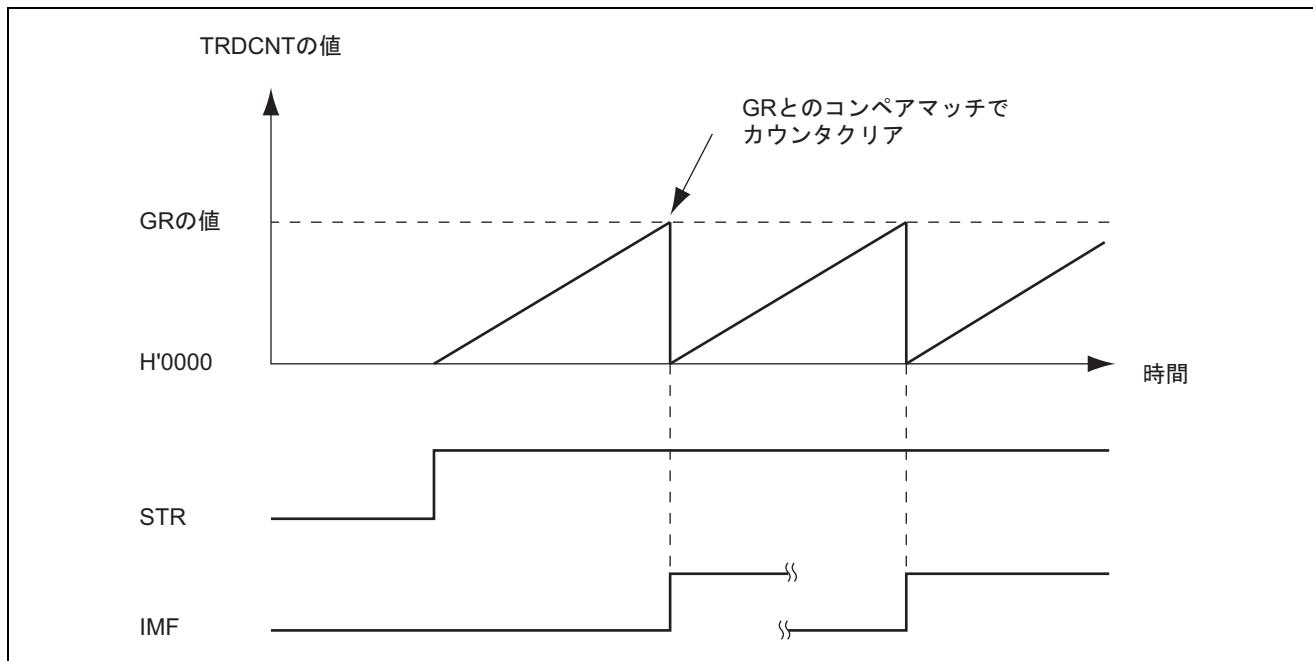 TRDCNTの値
GRとのコンペアマッチで
カウンタクリア
GRの値
H'0000
時間
STR
IMF